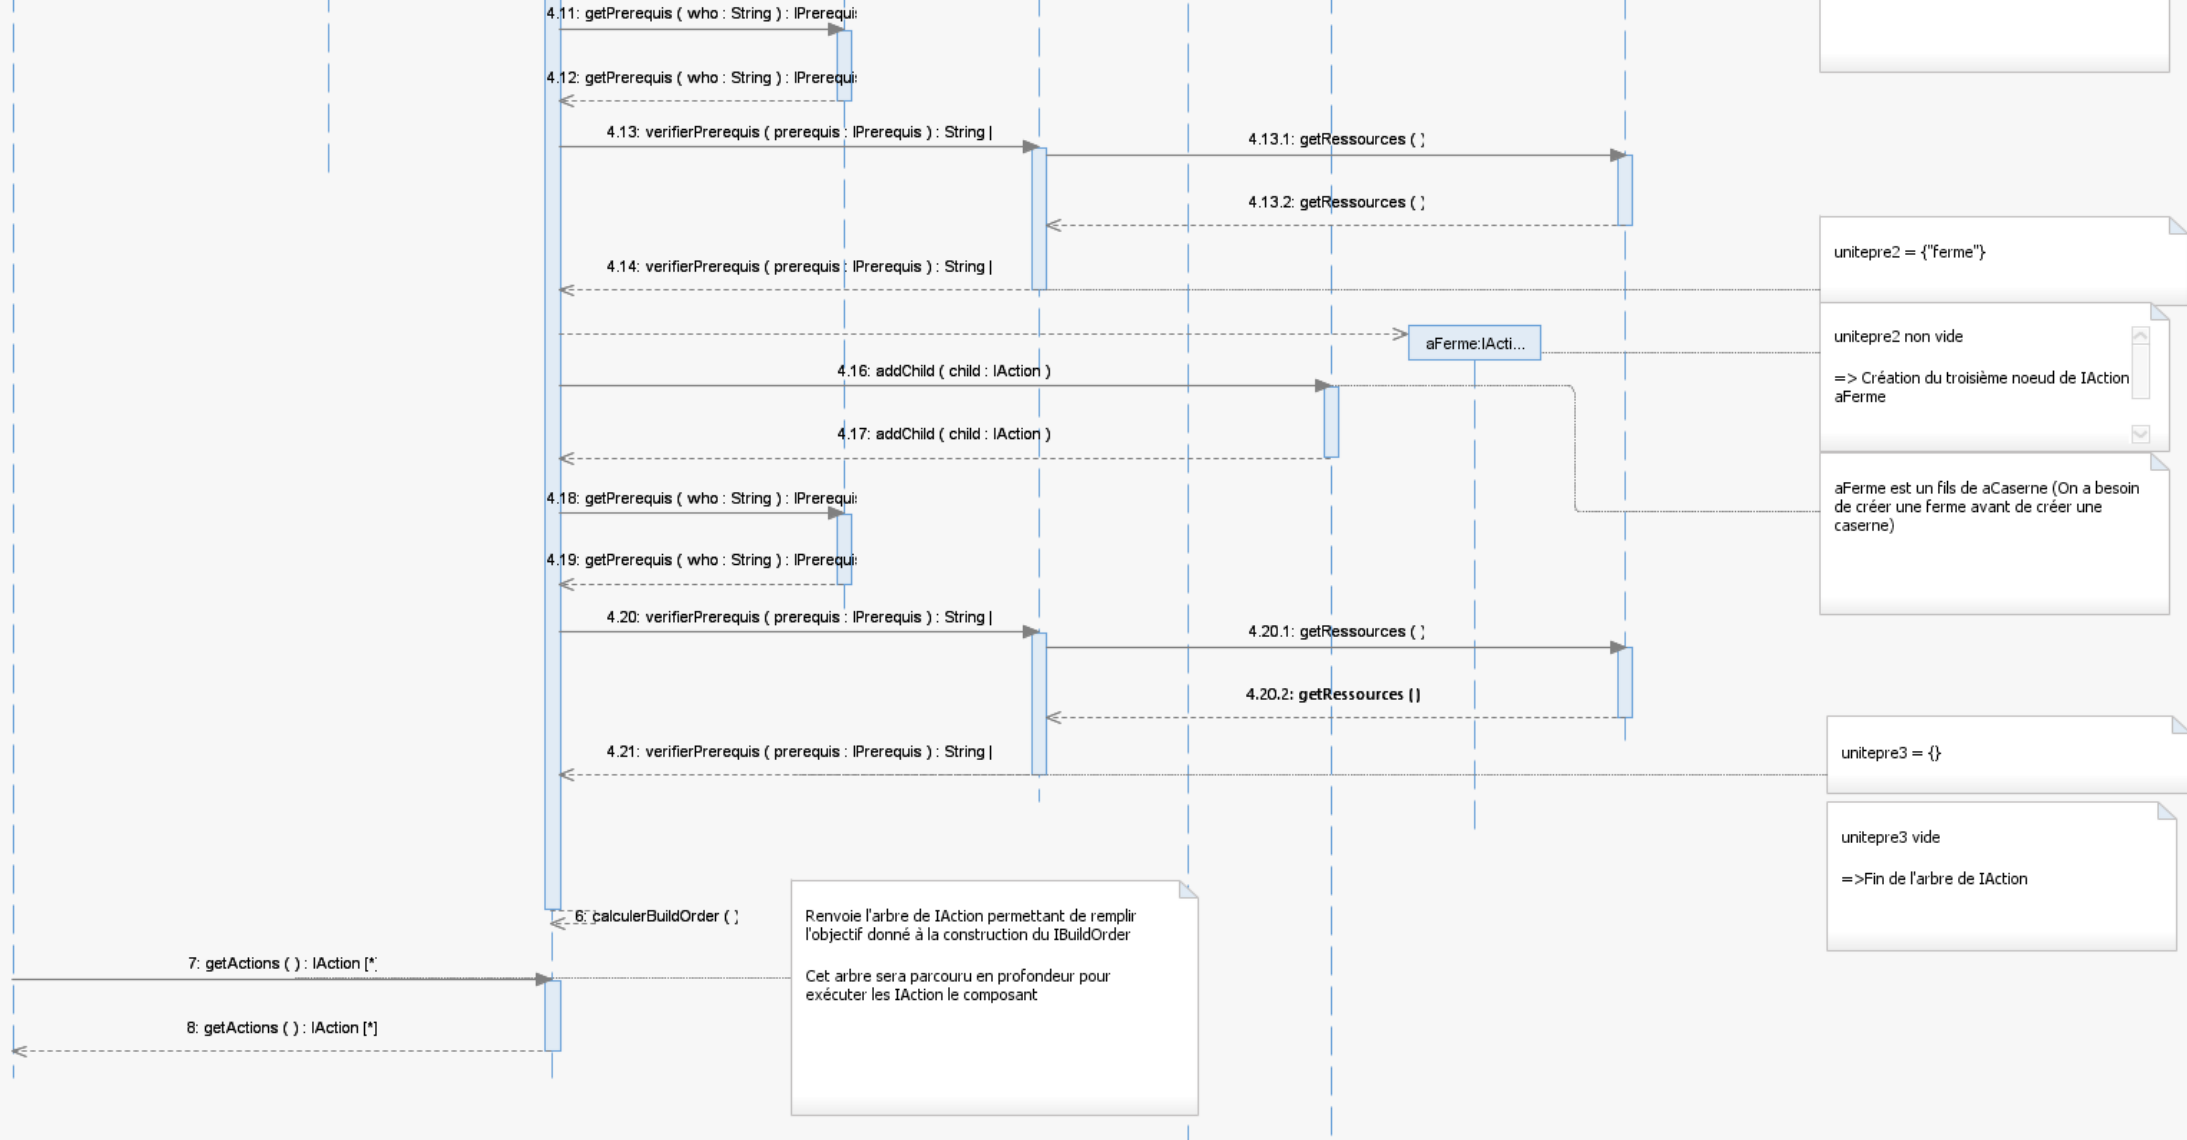 4.11: getPrerequis ( who : String ) : IPrerequis
4.12: getPrerequis ( who : String ) : IPrerequis
4.13: verifierPrerequis ( prerequis : IPrerequis ) : String [
4.13.1: getRessources ( )
4.13.2: getRessources ( )
4.14: verifierPrerequis ( prerequis : IPrerequis ) : String [
unitepre2 = {"ferme"}
aFerme:IActi...
unitepre2 non vide
=> Création du troisième noeud de IAction
aFerme
4.16: addChild ( child : IAction )
4.17: addChild ( child : IAction )
aFerme est un fils de aCaserne (On a besoin
de créer une ferme avant de créer une
caserne)
4.18: getPrerequis ( who : String ) : IPrerequis
4.19: getPrerequis ( who : String ) : IPrerequis
4.20: verifierPrerequis ( prerequis : IPrerequis ) : String [
4.20.1: getRessources ( )
4.20.2: getRessources ()
4.21: verifierPrerequis ( prerequis : IPrerequis ) : String [
unitepre3 = {}
unitepre3 vide
=>Fin de l'arbre de IAction
6: calculerBuildOrder ( )
Renvoie l'arbre de IAction permettant de remplir
l'objectif donné à la construction du IBuildOrder
Cet arbre sera parcouru en profondeur pour
exécuter les IAction le composant
7: getActions ( ) : IAction [*]
8: getActions ( ) : IAction [*]